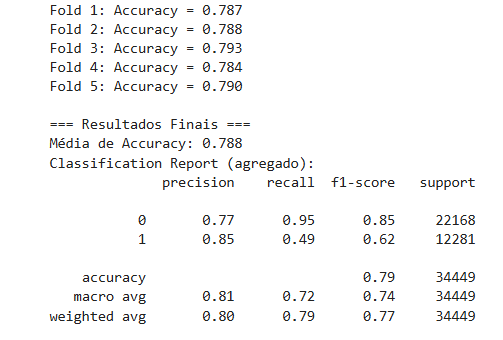 Fold 1: Accuracy = 0.787
Fold 2: Accuracy = 0.788
Fold 3: Accuracy = 0.793
Fold 4: Accuracy = 0.784
Fold 5: Accuracy = 0.790
=== Resultados Finais ===
Média de Accuracy: 0.788
Classification Report (agregado):
precision recall f1-score support
0 0.77 0.95 0.85 22168
1 0.85 0.49 0.62 12281
accuracy 0.79 34449
macro avg 0.81 0.72 0.74 34449
weighted avg 0.80 0.79 0.77 34449